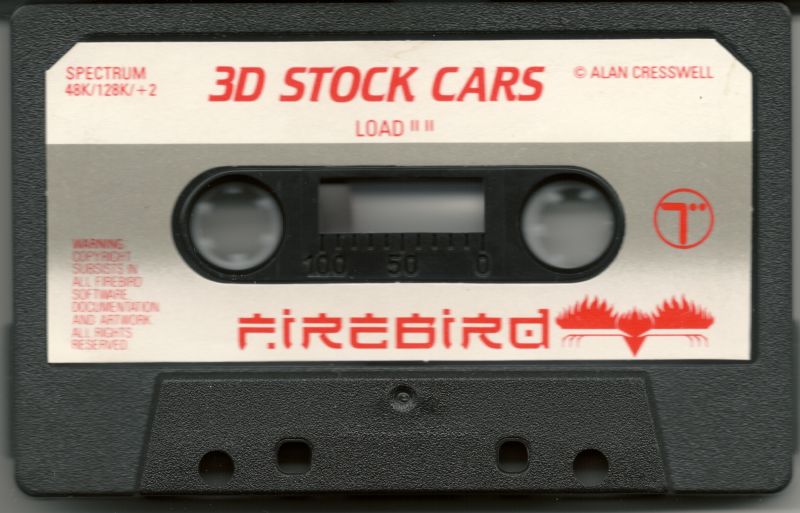 SPECTRUM
48K/128K/+2
3D STOCK CARS
© ALAN CRESSWELL
LOAD " "
100 50 0
WARNING
COPYRIGHT
SUBSISTS IN
ALL FIREBIRD
SOFTWARE,
DOCUMENTATION
AND ARTWORK.
ALL RIGHTS
RESERVED.
FIREBIRD